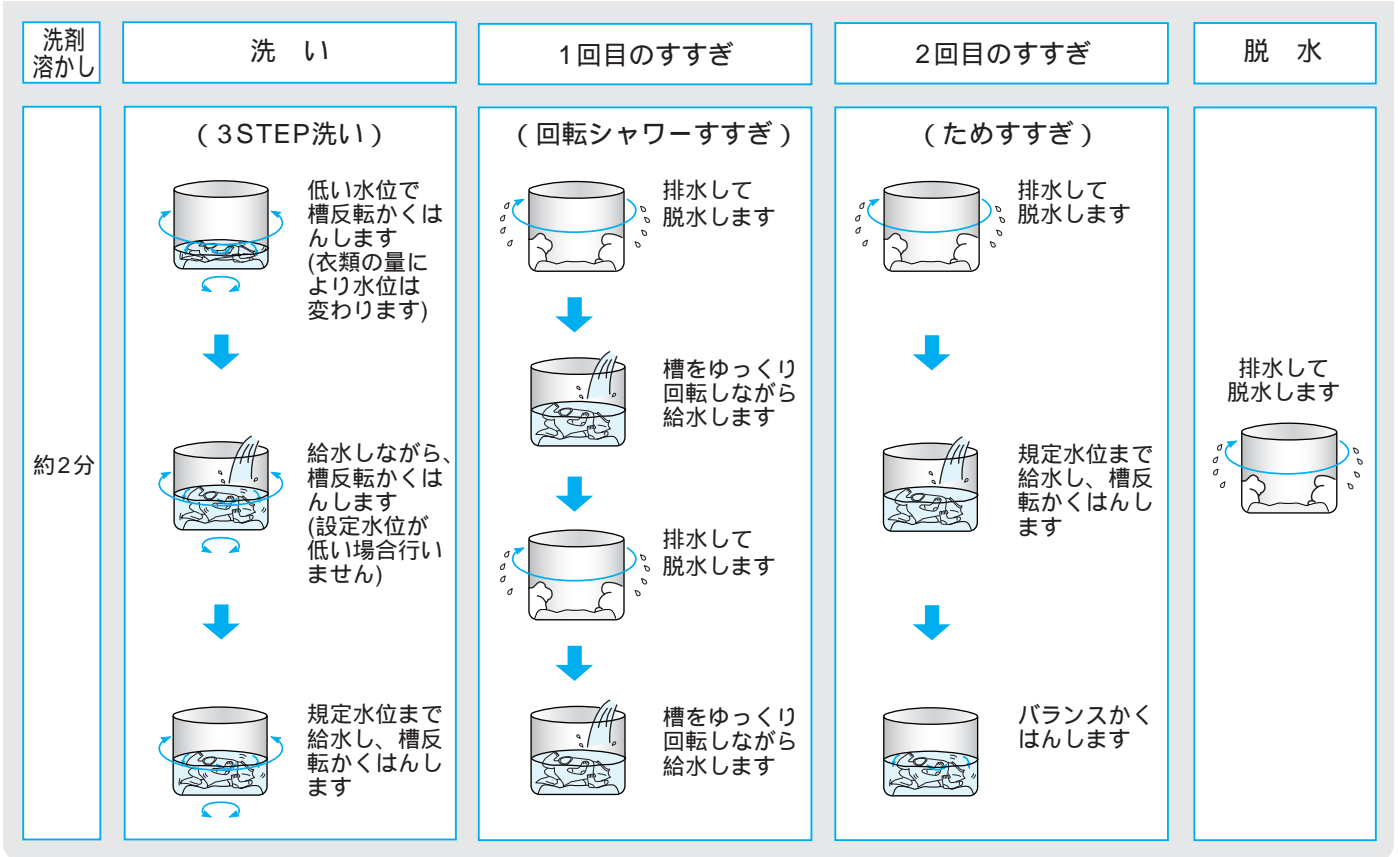 洗剤
溶かし
洗 い
1回目のすすぎ
2回目のすすぎ
脱 水
約2分
(3STEP洗い)
低い水位で
槽反転かくは
んします
(衣類の量に
より水位は
変わります)
給水しながら、
槽反転かくは
んします
(設定水位が
低い場合行い
ません)
規定水位まで
給水し、槽反
転かくはんし
ます
(回転シャワーすすぎ)
排水して
脱水します
槽をゆっくり
回転しながら
給水します
排水して
脱水します
槽をゆっくり
回転しながら
給水します
(ためすすぎ)
排水して
脱水します
規定水位まで
給水し、槽反
転かくはんし
ます
バランスかく
はんします
排水して
脱水します